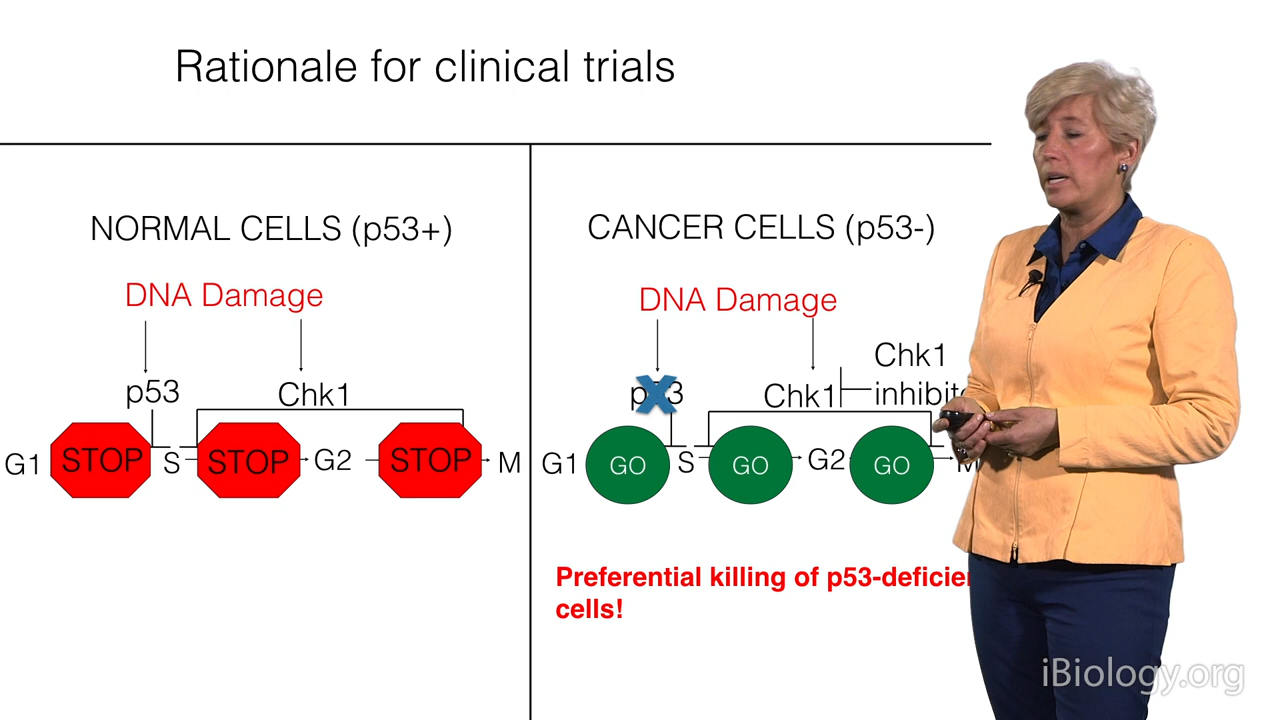 Rationale for clinical trials
NORMAL CELLS (p53+)
DNA Damage
p53
Chk1
G1 STOP S STOP G2 STOP M
CANCER CELLS (p53-)
DNA Damage
Chk1
Chk1
G1 GO S GO G2 GO M
Preferential killing of
cells!
iBiology.org